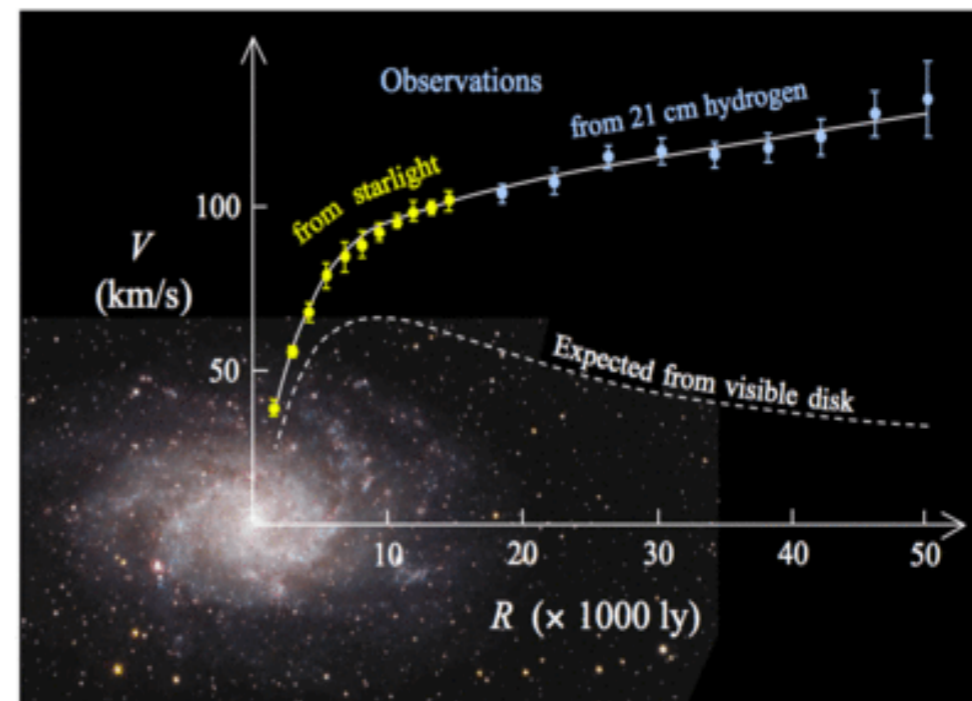 Observations
from 21 cm hydrogen
from starlight
100
V
(km/s)
50
Expected from visible disk
10 20 30 40 50
R (× 1000 ly)